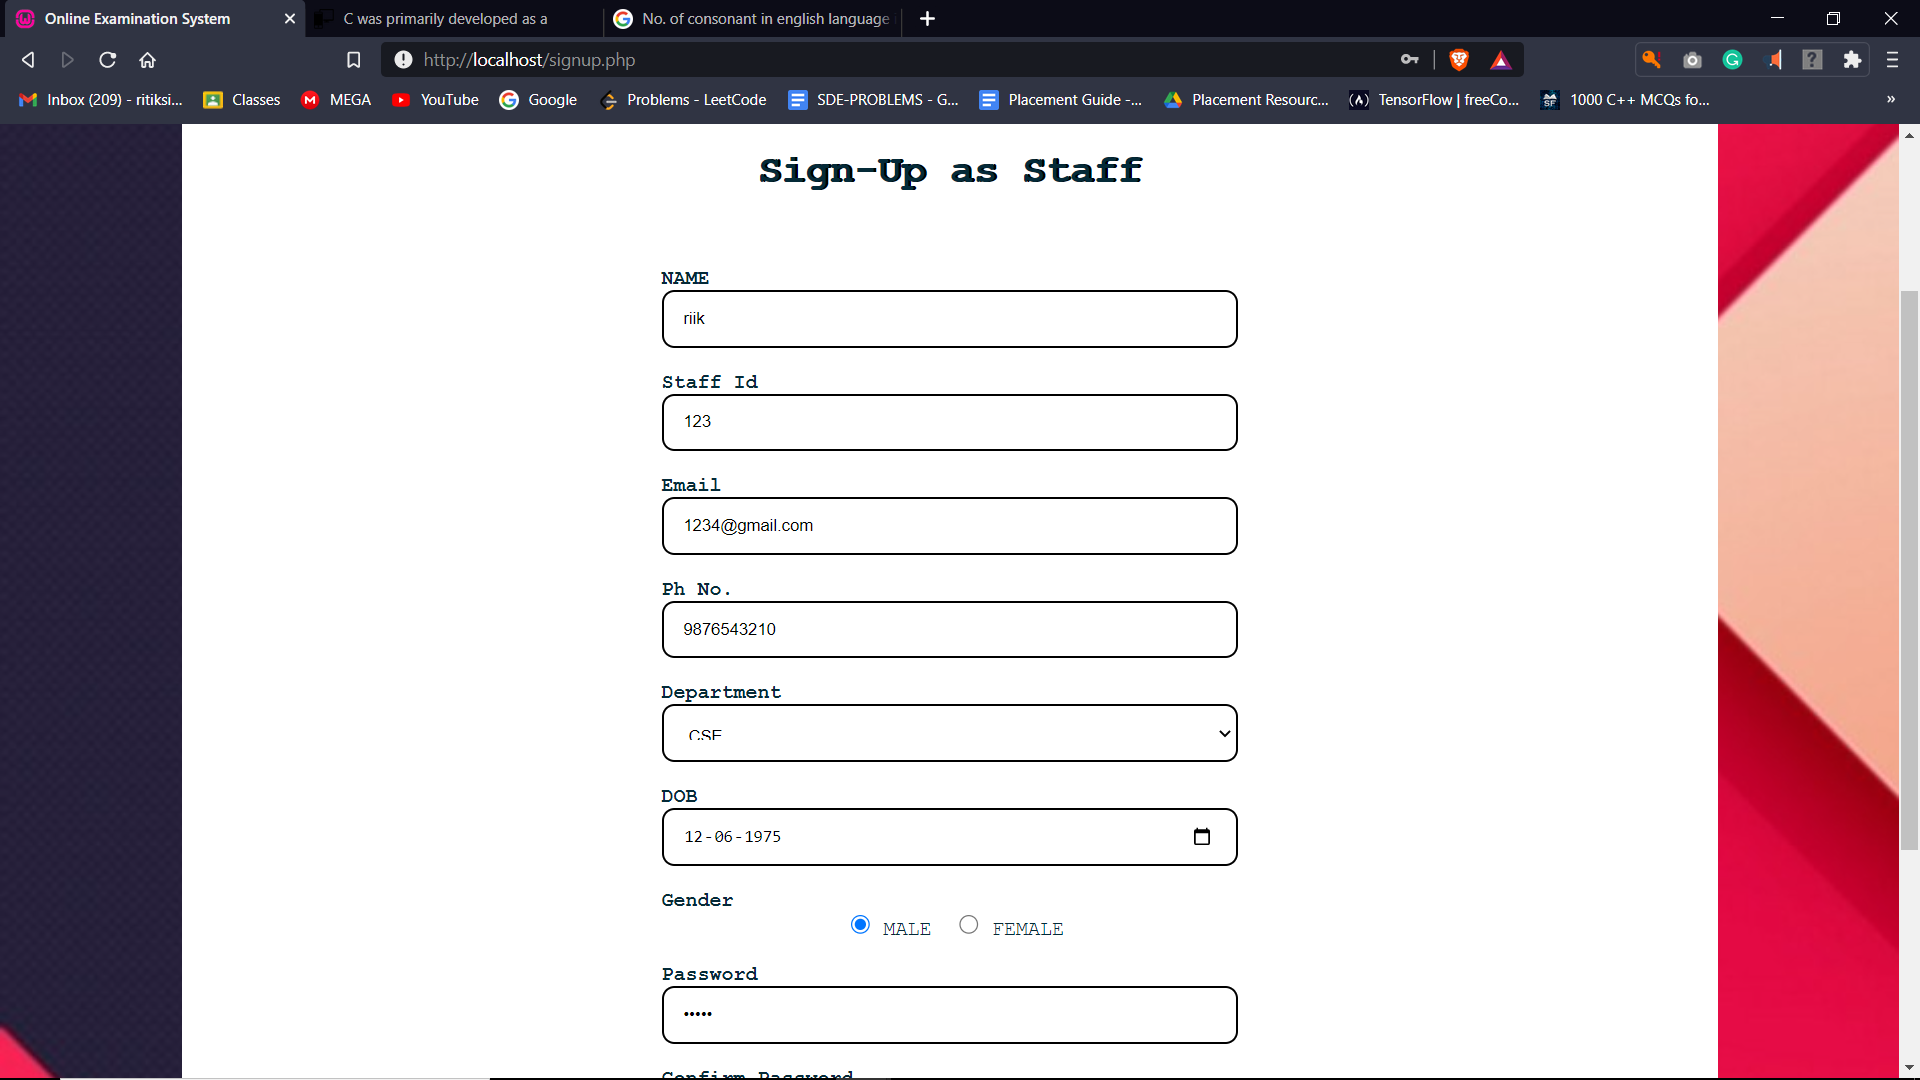 Online Examination System
C was primarily developed as a
No. of consonant in english language
http://localhost/signup.php
Inbox (209) - ritiksi...
Classes
MEGA
YouTube
Google
Problems - LeetCode
SDE-PROBLEMS - G...
Placement Guide -...
Placement Resourc...
TensorFlow | freeCo...
1000 C++ MCQs fo...
»
Sign-Up as Staff
NAME
riik
Staff Id
123
Email
1234@gmail.com
Ph No.
9876543210
Department
CSE
DOB
12-06-1975
Gender
MALE FEMALE
Password
•••••
Confirm Password